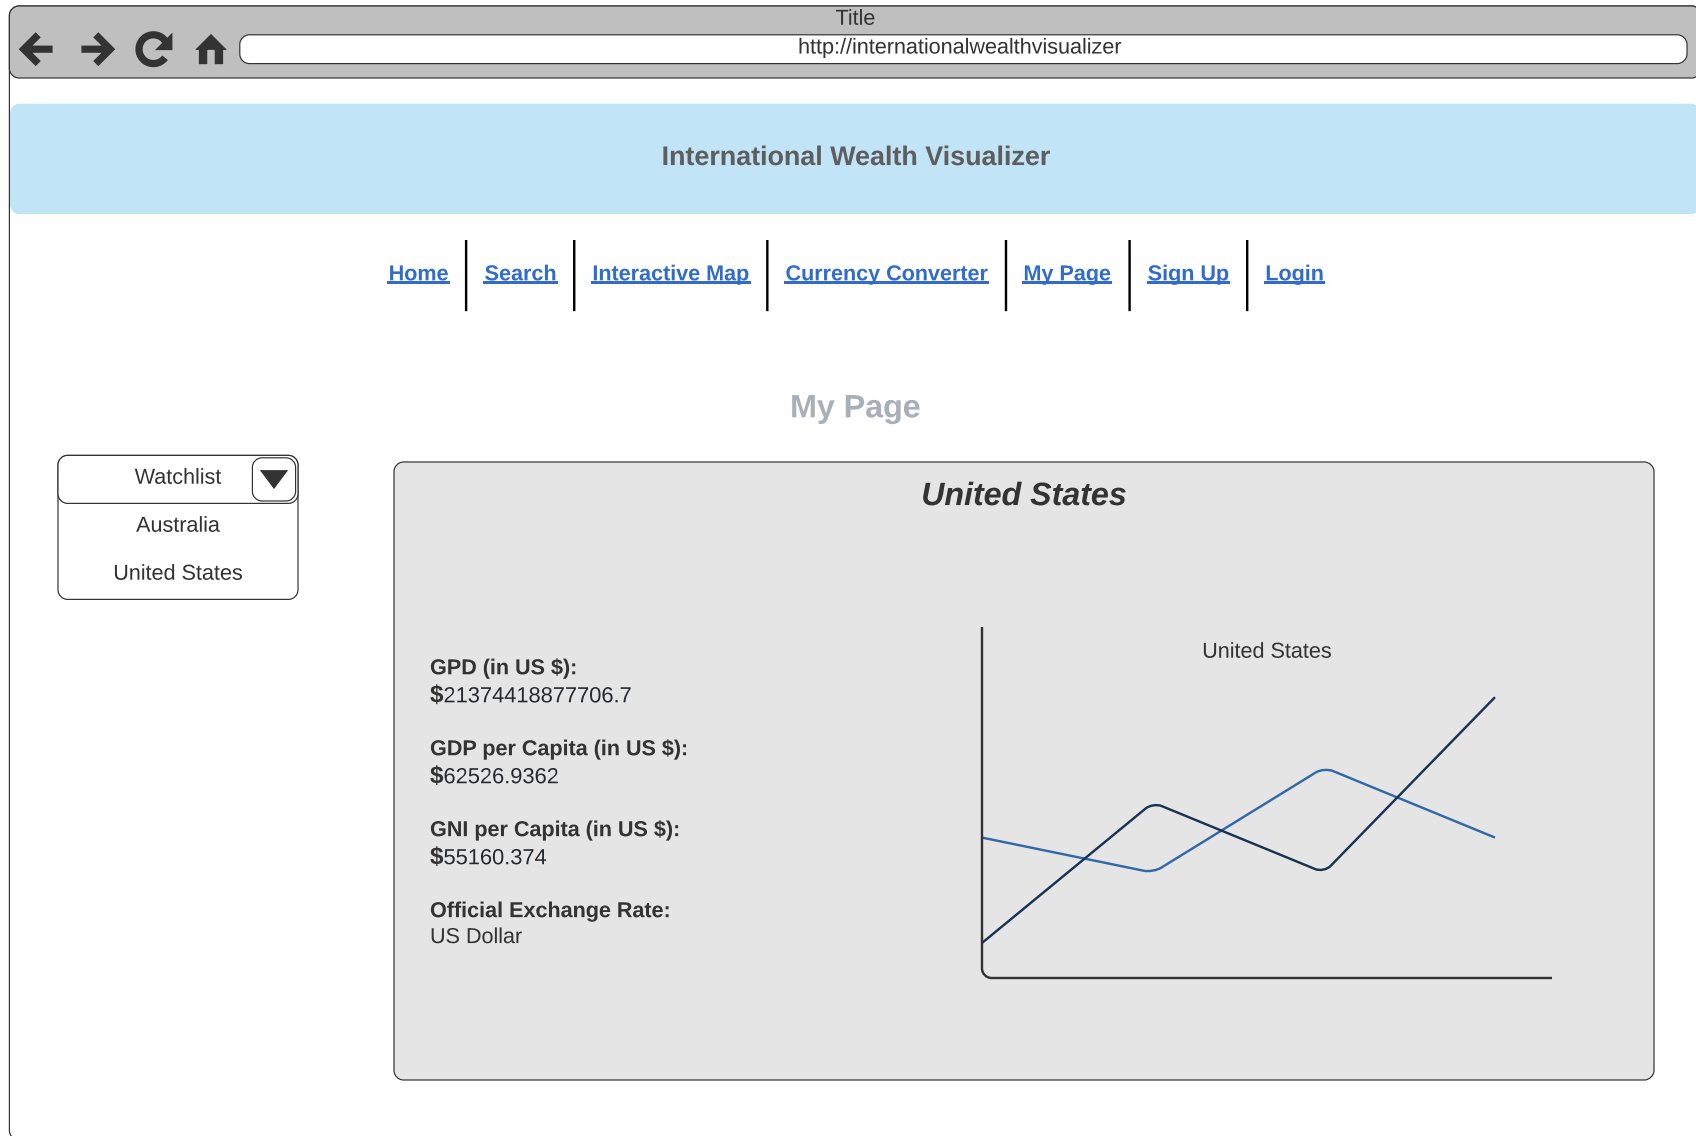 Title
http://internationalwealthvisualizer
International Wealth Visualizer
Home Search Interactive Map Currency Converter My Page Sign Up Login
My Page
Watchlist
Australia
United States
United States
GPD (in US $):
$21374418877706.7
GDP per Capita (in US $):
$62526.9362
GNI per Capita (in US $):
$55160.374
Official Exchange Rate:
US Dollar
United States